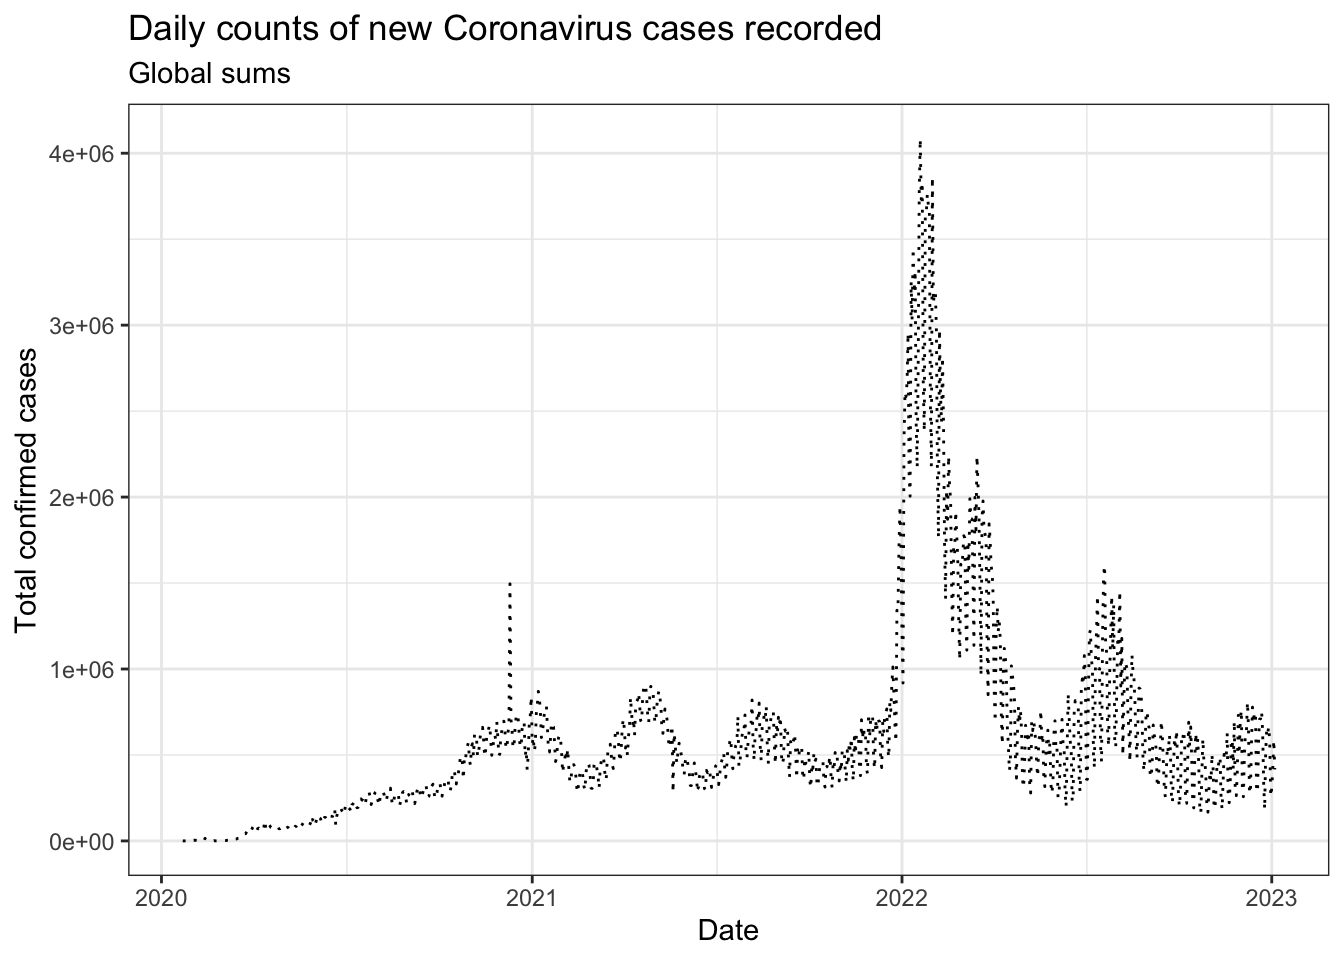 Daily counts of new Coronavirus cases recorded
Global sums
Total confirmed cases
4e+06
3e+06
2e+06
1e+06
0e+00
2020 2021 2022 2023
Date